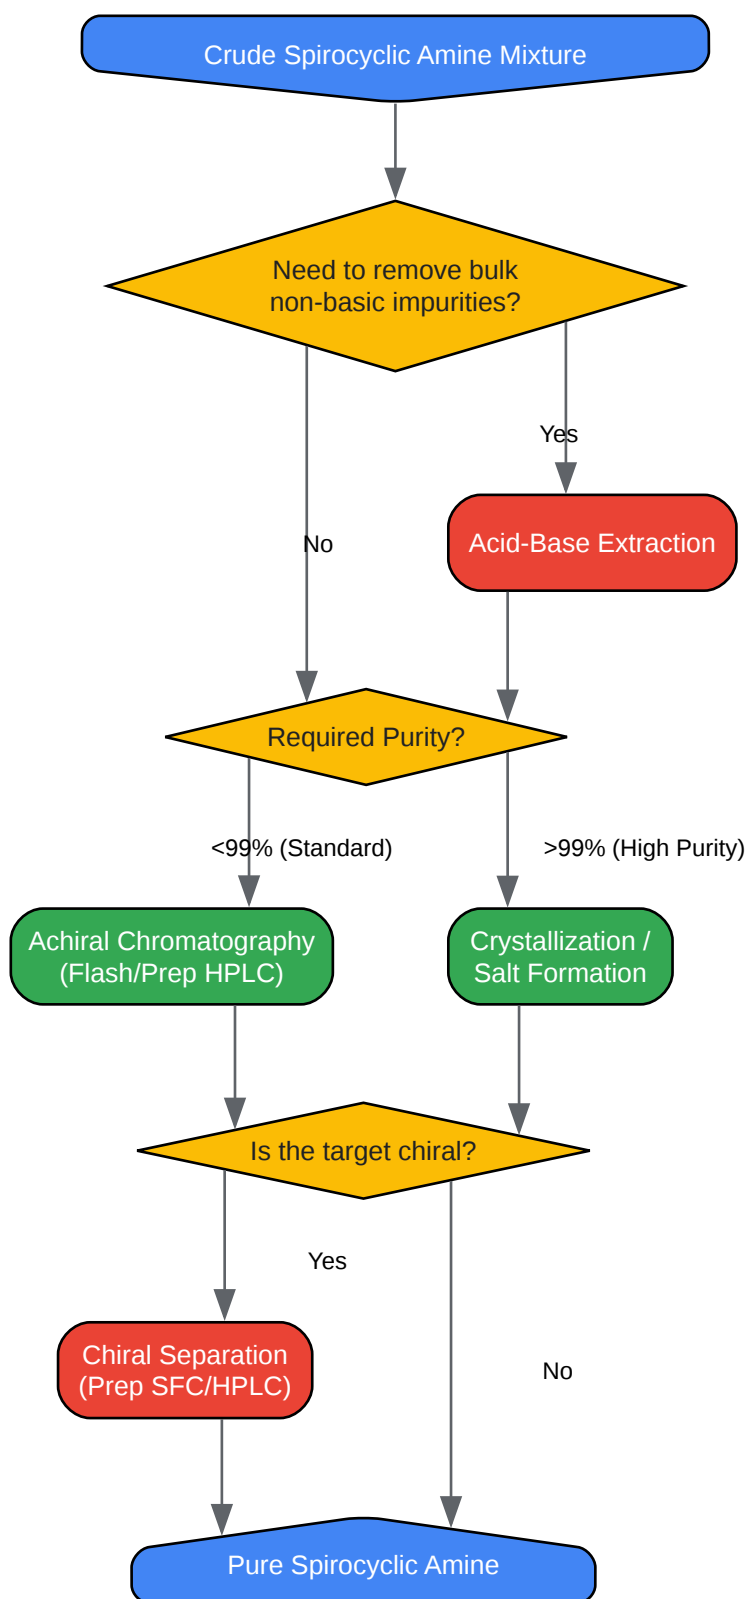 Crude Spirocyclic Amine Mixture
Need to remove bulk
non-basic impurities?
Yes
No
Acid-Base Extraction
Required Purity?
<99% (Standard)
>99% (High Purity)
Achiral Chromatography
(Flash/Prep HPLC)
Crystallization /
Salt Formation
Is the target chiral?
Yes
Chiral Separation
(Prep SFC/HPLC)
No
Pure Spirocyclic Amine